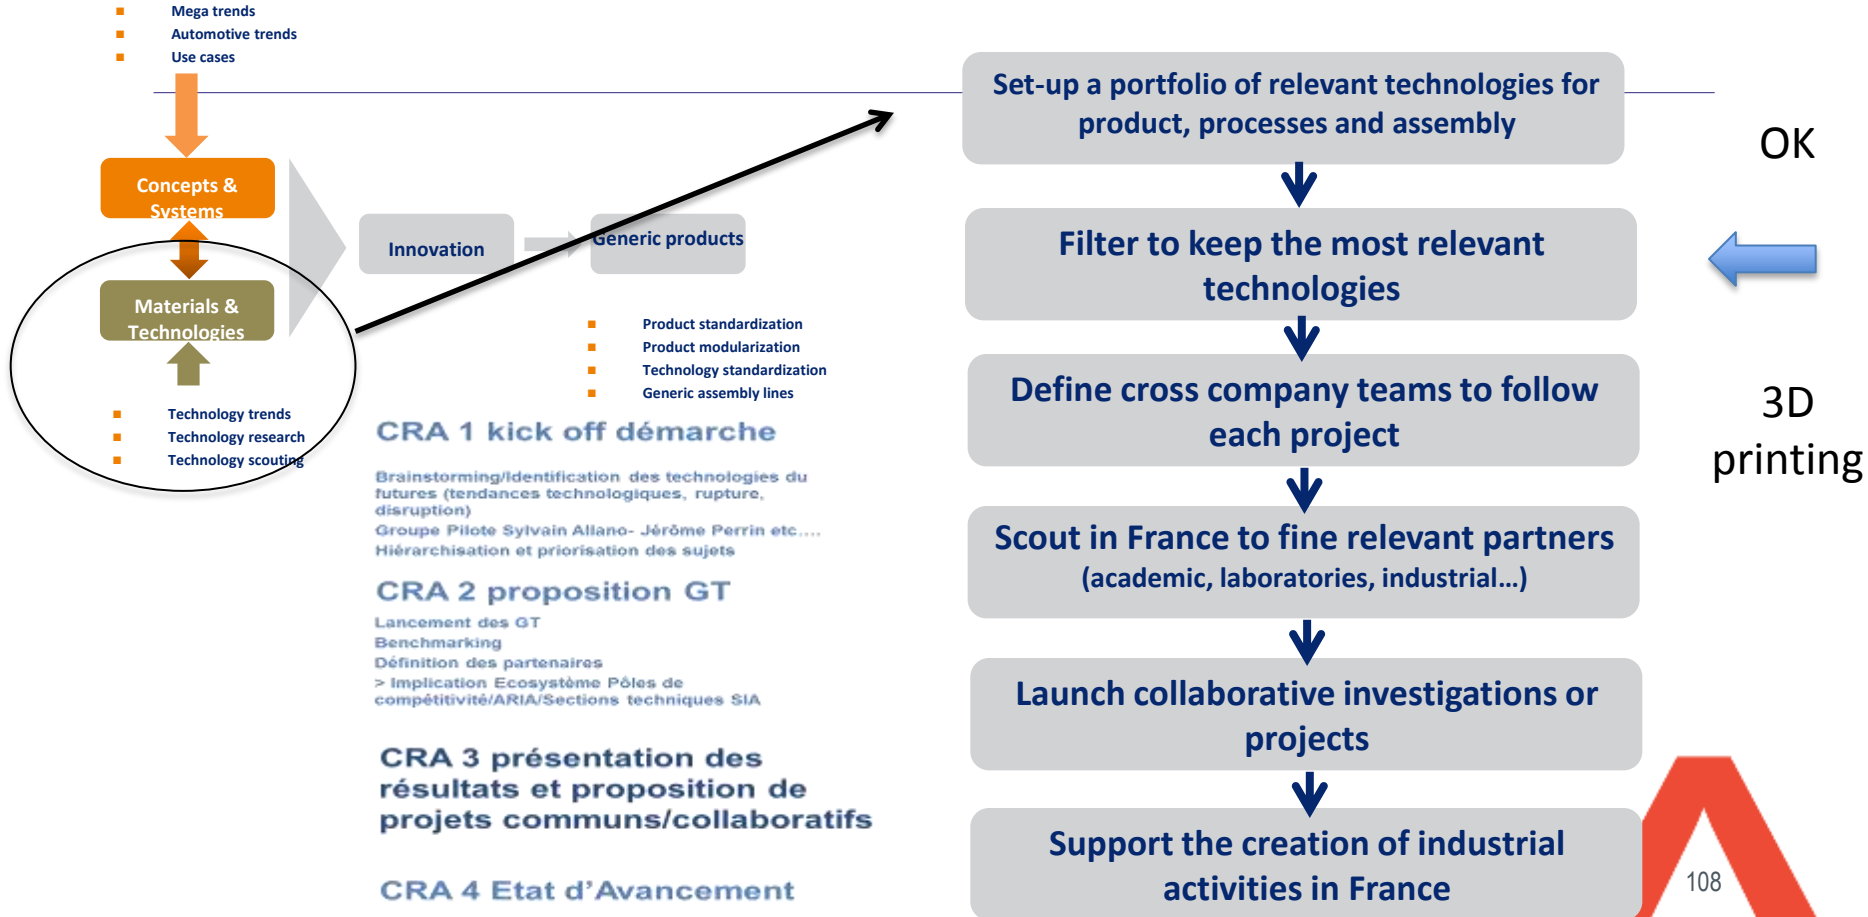 Mega trends
Automotive trends
Use cases
Concepts &
Systems
Materials &
Technologies
Technology trends
Technology research
Technology scouting
Innovation
Generic products
Product standardization
Product modularization
Technology standardization
Generic assembly lines
CRA 1 kick off démarche
Brainstorming/Identification des technologies du
futures (tendances technologiques, rupture,
disruption)
Groupe Pilote Sylvain Allano- Jérôme Perrin etc....
Hiérarchisation et priorisation des sujets
CRA 2 proposition GT
Lancement des GT
Benchmarking
Définition des partenaires
> Implication Ecosystème Pôles de
compétitivité/ARIA/Sections techniques SIA
CRA 3 présentation des
résultats et proposition de
projets communs/collaboratifs
CRA 4 Etat d'Avancement
Set-up a portfolio of relevant technologies for
product, processes and assembly
Filter to keep the most relevant
technologies
Define cross company teams to follow
each project
Scout in France to fine relevant partners
(academic, laboratories, industrial...)
Launch collaborative investigations or
projects
Support the creation of industrial
activities in France
OK
3D
printing
108